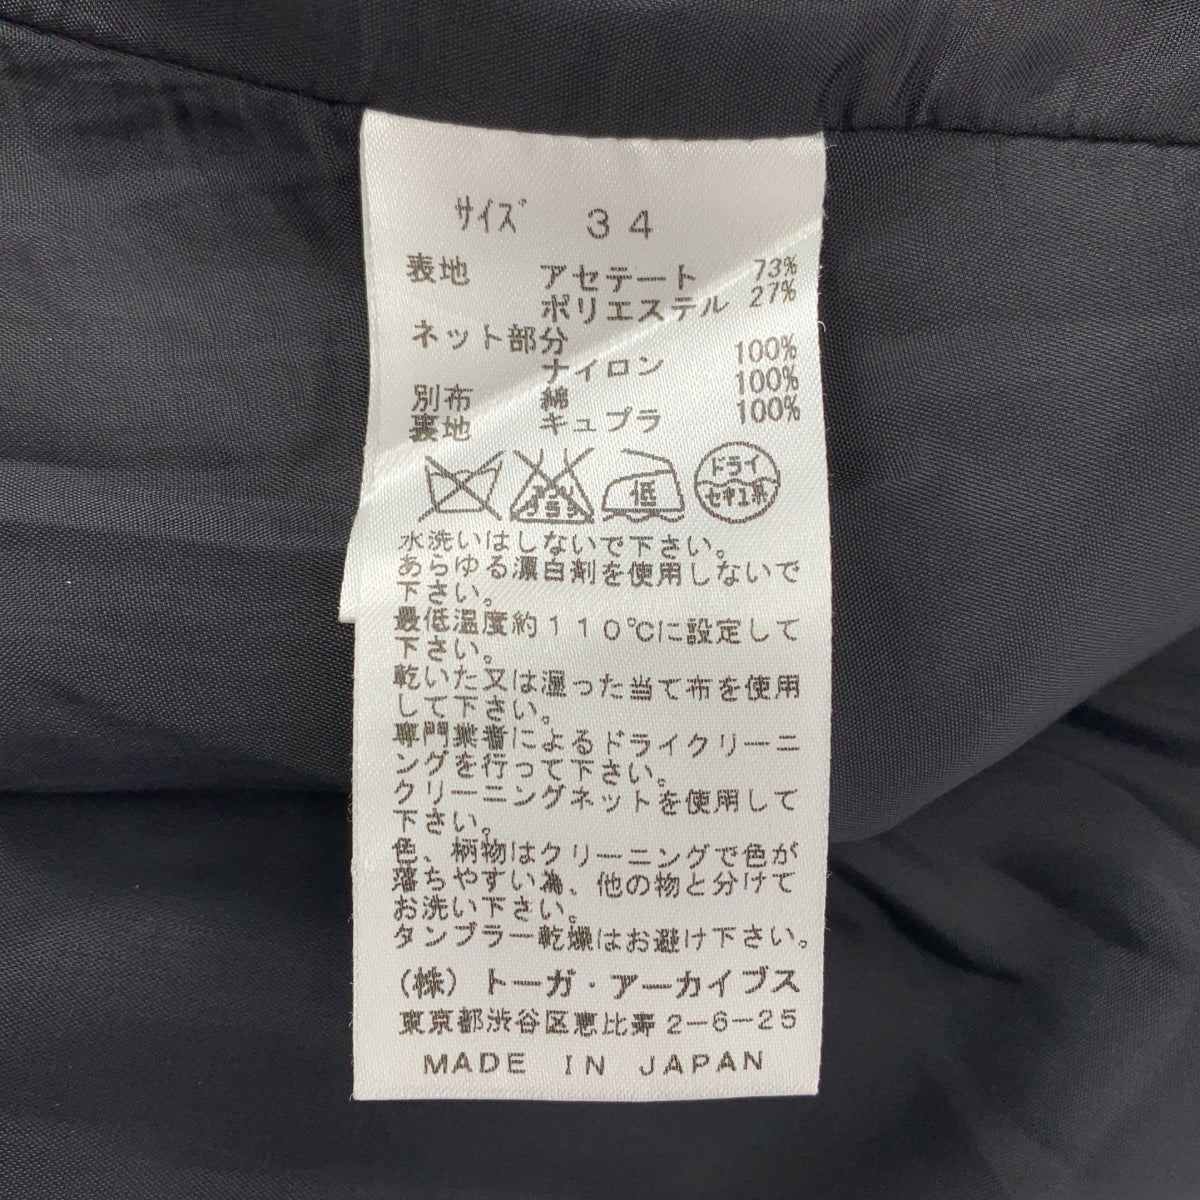 サイズ 34
表地 アセテート 73%
ポリエステル 27%
ネット部分
ナイロン 100%
別布 綿 100%
裏地 キュプラ 100%
エンソサラシ 低 ドライ セキユ系
水洗いはしないで下さい。
あらゆる漂白剤を使用しないで
下さい。
最低温度約110℃に設定して
下さい。
乾いた又は湿った当て布を使用
して下さい。
専門業者によるドライクリーニ
ングを行って下さい。
クリーニングネットを使用して
下さい。
色、柄物はクリーニングで色が
落ちやすい為、他の物と分けて
お洗い下さい。
タンブラー乾燥はお避け下さい。
(株)トーガ・アーカイブス
東京都渋谷区恵比寿2-6-25
MADE IN JAPAN